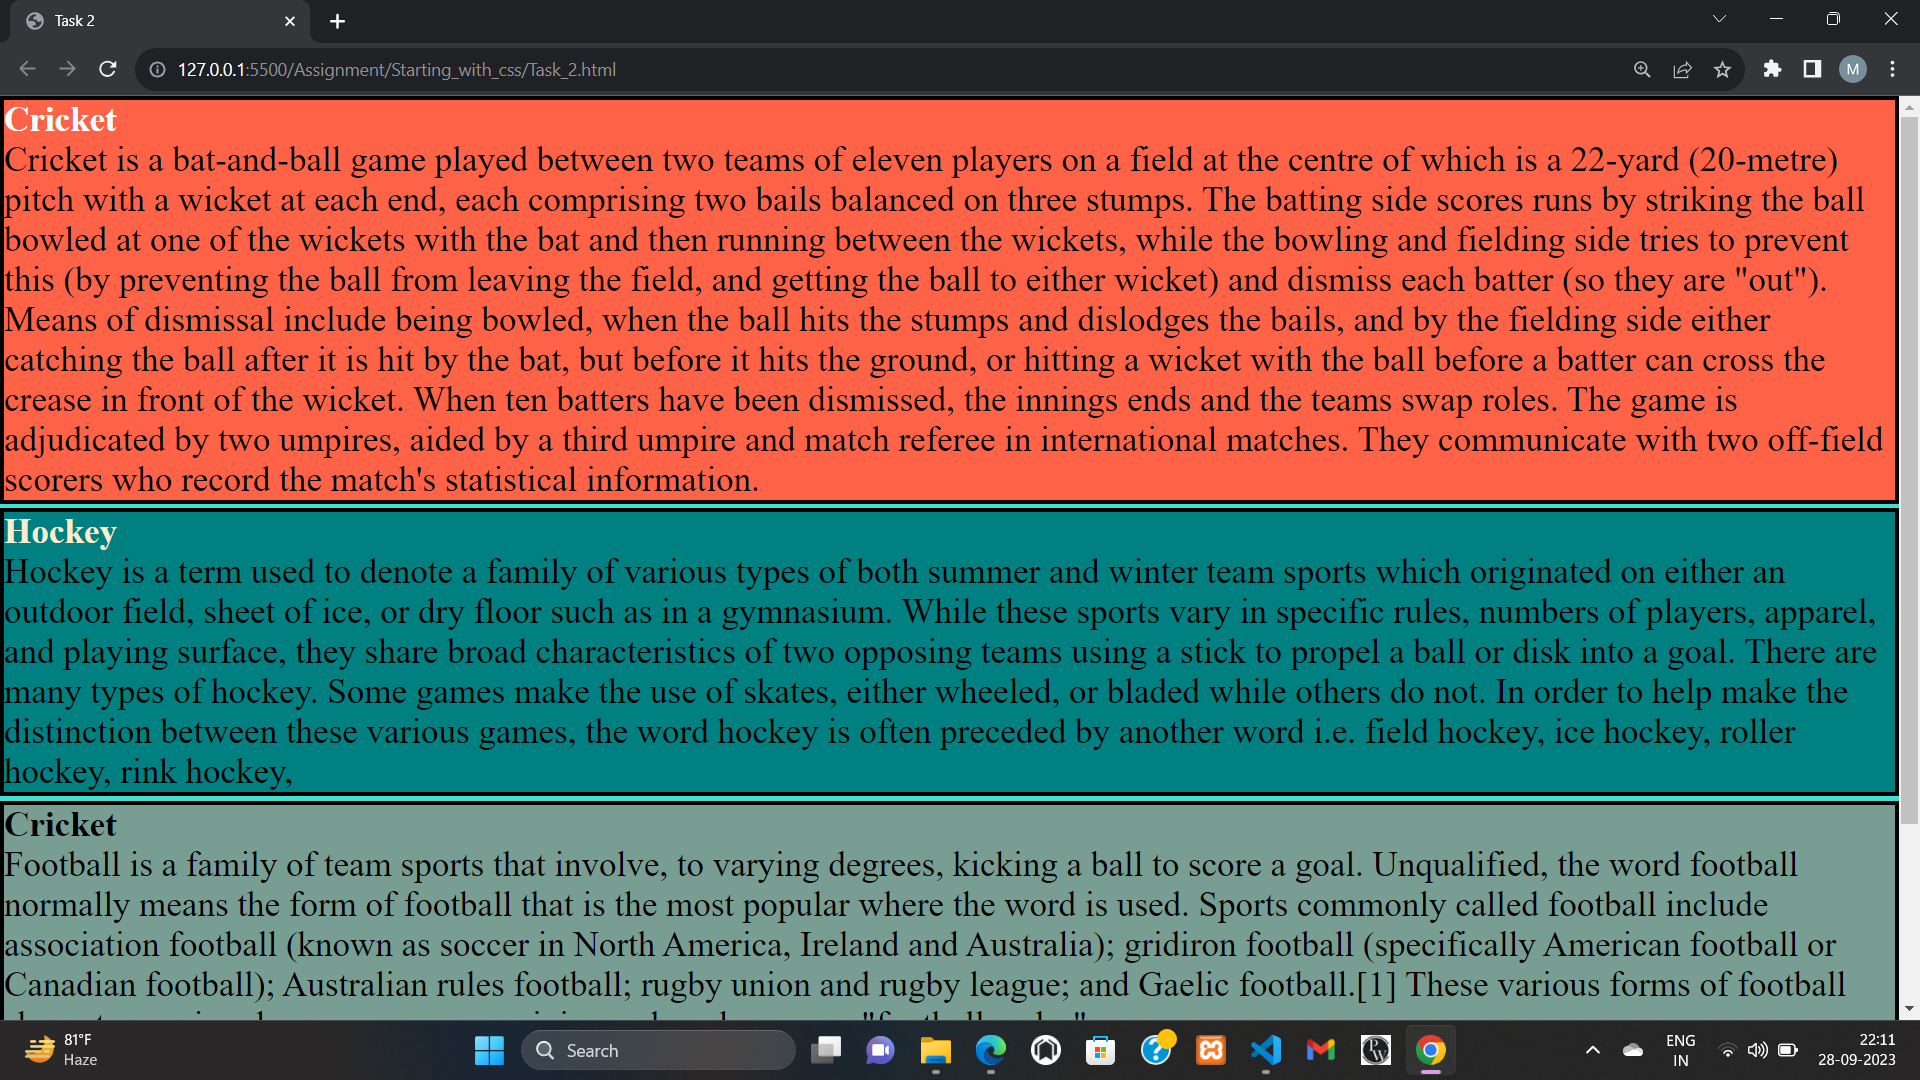 Task 2
127.0.0.1:5500/Assignment/Starting_with_css/Task_2.html
M
Cricket
Cricket is a bat-and-ball game played between two teams of eleven players on a field at the centre of which is a 22-yard (20-metre)
pitch with a wicket at each end, each comprising two bails balanced on three stumps. The batting side scores runs by striking the ball
bowled at one of the wickets with the bat and then running between the wickets, while the bowling and fielding side tries to prevent
this (by preventing the ball from leaving the field, and getting the ball to either wicket) and dismiss each batter (so they are "out").
Means of dismissal include being bowled, when the ball hits the stumps and dislodges the bails, and by the fielding side either
catching the ball after it is hit by the bat, but before it hits the ground, or hitting a wicket with the ball before a batter can cross the
crease in front of the wicket. When ten batters have been dismissed, the innings ends and the teams swap roles. The game is
adjudicated by two umpires, aided by a third umpire and match referee in international matches. They communicate with two off-field
scorers who record the match's statistical information.
Hockey
Hockey is a term used to denote a family of various types of both summer and winter team sports which originated on either an
outdoor field, sheet of ice, or dry floor such as in a gymnasium. While these sports vary in specific rules, numbers of players, apparel,
and playing surface, they share broad characteristics of two opposing teams using a stick to propel a ball or disk into a goal. There are
many types of hockey. Some games make the use of skates, either wheeled, or bladed while others do not. In order to help make the
distinction between these various games, the word hockey is often preceded by another word i.e. field hockey, ice hockey, roller
hockey, rink hockey,
Cricket
Football is a family of team sports that involve, to varying degrees, kicking a ball to score a goal. Unqualified, the word football
normally means the form of football that is the most popular where the word is used. Sports commonly called football include
association football (known as soccer in North America, Ireland and Australia); gridiron football (specifically American football or
Canadian football); Australian rules football; rugby union and rugby league; and Gaelic football.[1] These various forms of football
81°F
Haze
Search
PW
ENG
IN
22:11
28-09-2023